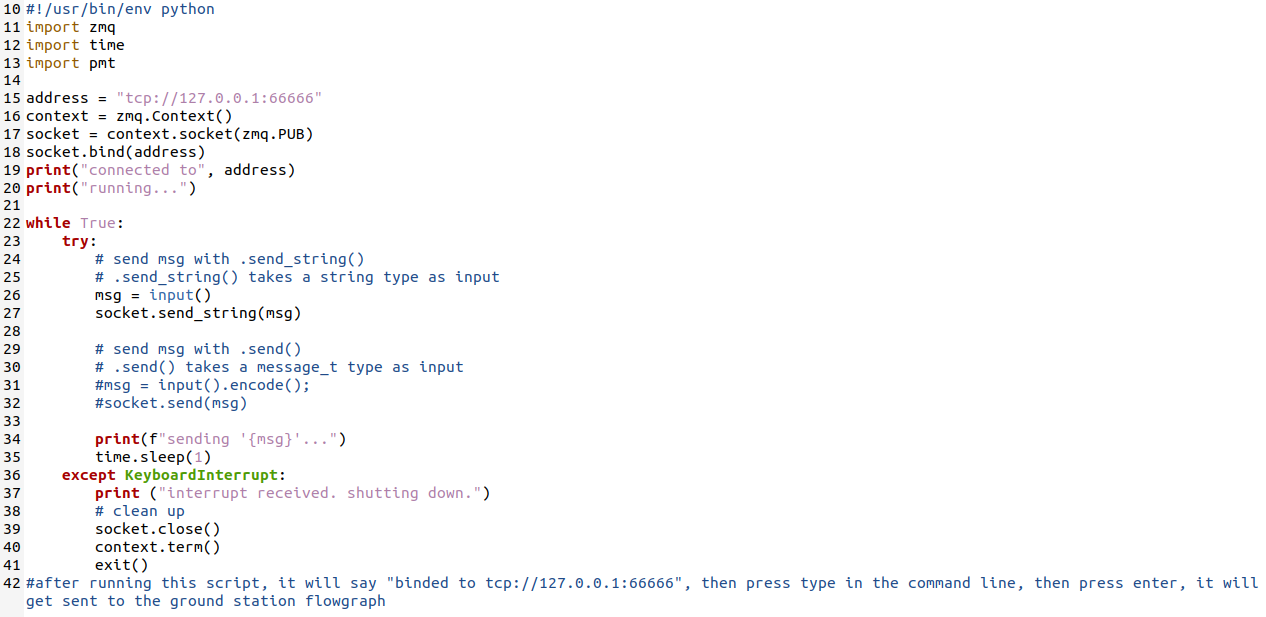 10 #!/usr/bin/env python
11 import zmq
12 import time
13 import pmt
14
15 address = "tcp://127.0.0.1:66666"
16 context = zmq.Context()
17 socket = context.socket(zmq.PUB)
18 socket.bind(address)
19 print("connected to", address)
20 print("running...")
21
22 while True:
23     try:
24         # send msg with .send_string()
25         # .send_string() takes a string type as input
26         msg = input()
27         socket.send_string(msg)
28
29         # send msg with .send()
30         # .send() takes a message_t type as input
31         #msg = input().encode();
32         #socket.send(msg)
33
34         print(f"sending '{msg}'...")
35         time.sleep(1)
36     except KeyboardInterrupt:
37         print ("interrupt received. shutting down.")
38         # clean up
39         socket.close()
40         context.term()
41         exit()
42 #after running this script, it will say "binded to tcp://127.0.0.1:66666", then press type in the command line, then press enter, it will
get sent to the ground station flowgraph